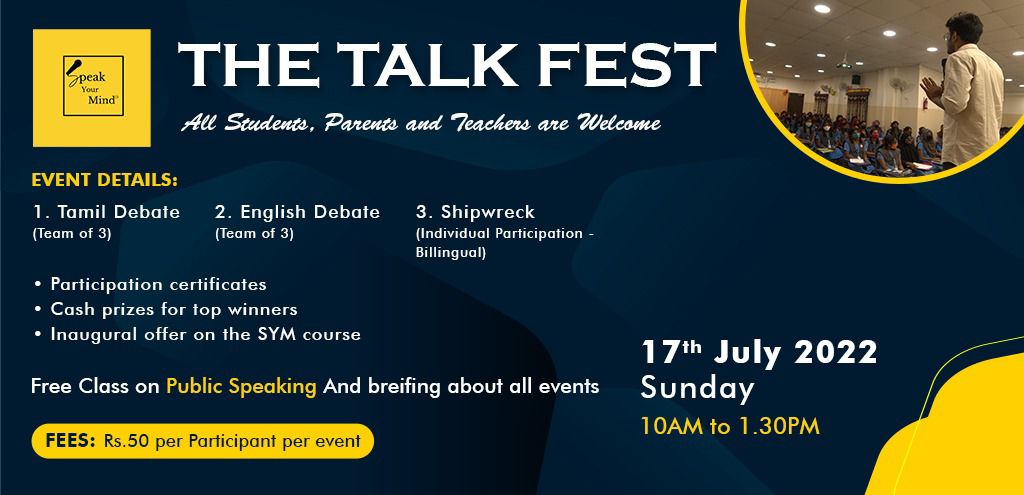 Speak
Your
Mind
THE TALK FEST
All Students, Parents and Teachers are Welcome
EVENT DETAILS:
1. Tamil Debate
(Team of 3)
2. English Debate
(Team of 3)
3. Shipwreck
(Individual Participation -
Billingual)
• Participation certificates
• Cash prizes for top winners
• Inaugural offer on the SYM course
Free Class on Public Speaking And breifing about all events
FEES: Rs.50 per Participant per event
17th July 2022
Sunday
10AM to 1.30PM